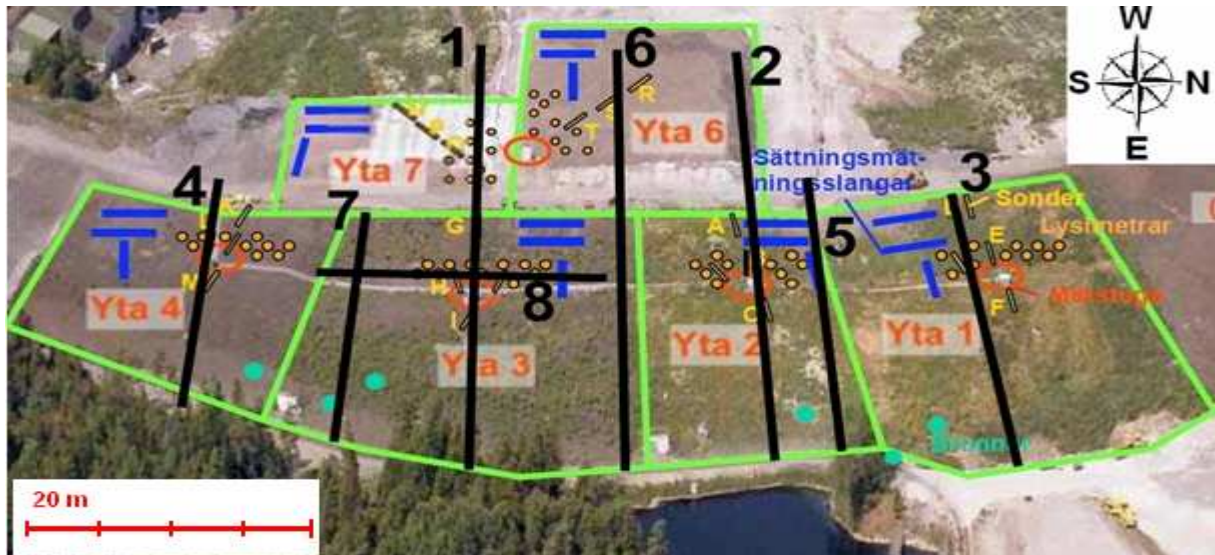 W
S N
E
1 6 2
R
S
T
Yta 6
Yta 7
Sättningsmät-
ningsslangar
4 7 5 3
K
Sonder
Lysimetrar
G
A
E
M
H
8
I
C
F
Yta 4
Yta 3
Yta 2
Yta 1
20 m